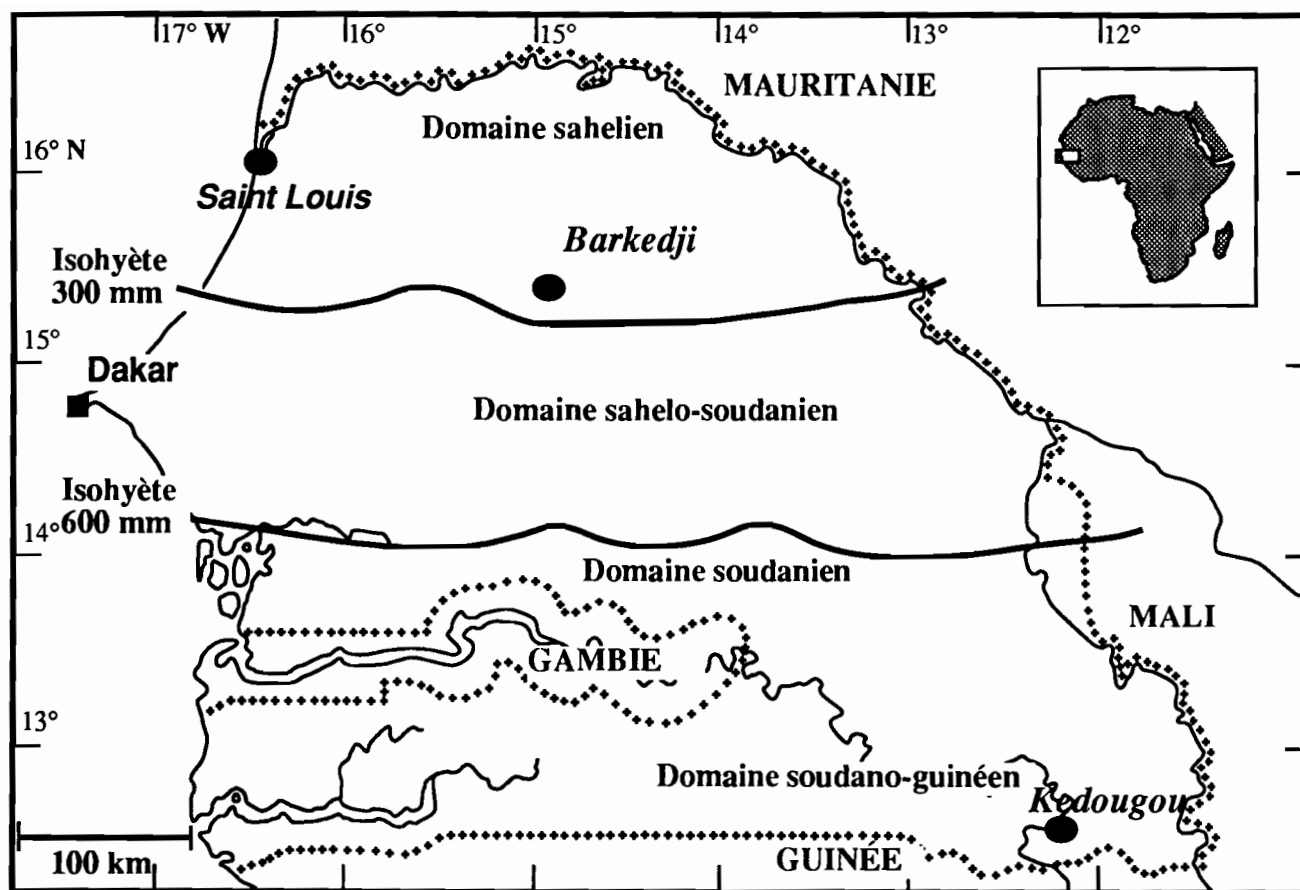 17° W
16°
15°
14°
13°
12°
MAURITANIE
Domaine sahelien
16° N
Saint Louis
Barkedji
Isohyète
300 mm
15°
Dakar
Domaine sahelo-soudanien
Isohyète
600 mm
14°
Domaine soudanien
MALI
GAMBIE
13°
Domaine soudano-guinéen
Kedougou
GUINÉE
100 km